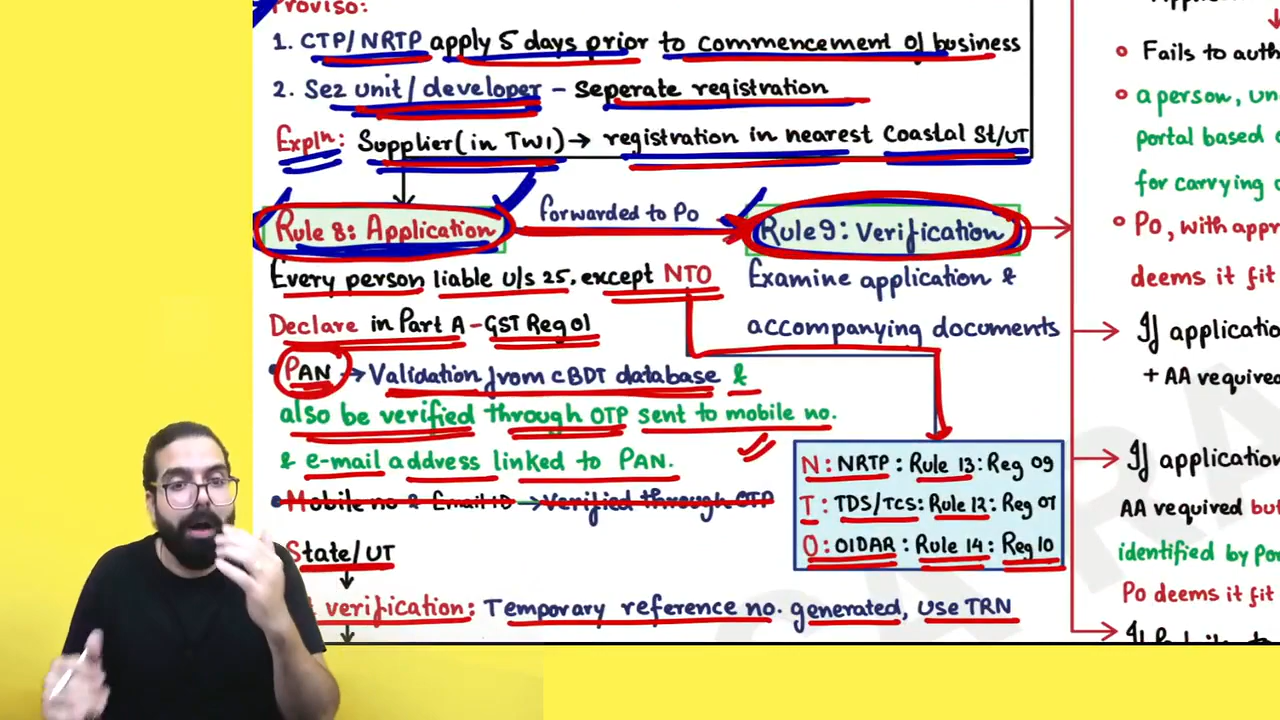 Proviso:
1. CTP/NRTP apply 5 days prior to commencement of business
2. Sez unit/developer - Seperate registration
Explⁿ: Supplier (in TWI) → registration in nearest Coastal St/UT
Rule 8: Application
forwarded to PO
Rule 9: Verification
Every person liable u/s 25, except NTO
Declare in Part A - GST Reg 01
• PAN → Validation from CBDT database &
also be verified through OTP sent to mobile no.
& e-mail address linked to PAN.
• Mobile no & Email ID → Verified through OTP
State/UT
verification: Temporary reference no. generated, use TRN
Examine application &
accompanying documents
N: NRTP: Rule 13: Reg 09
T: TDS/TCS: Rule 12: Reg 07
O: OIDAR: Rule 14: Reg 10
Fails to auth
a person, un
portal based
for carrying
PO, with appr
deems it fit
If applicatio
+ AA required
If application
AA required but
identified by Por
PO deems it fit